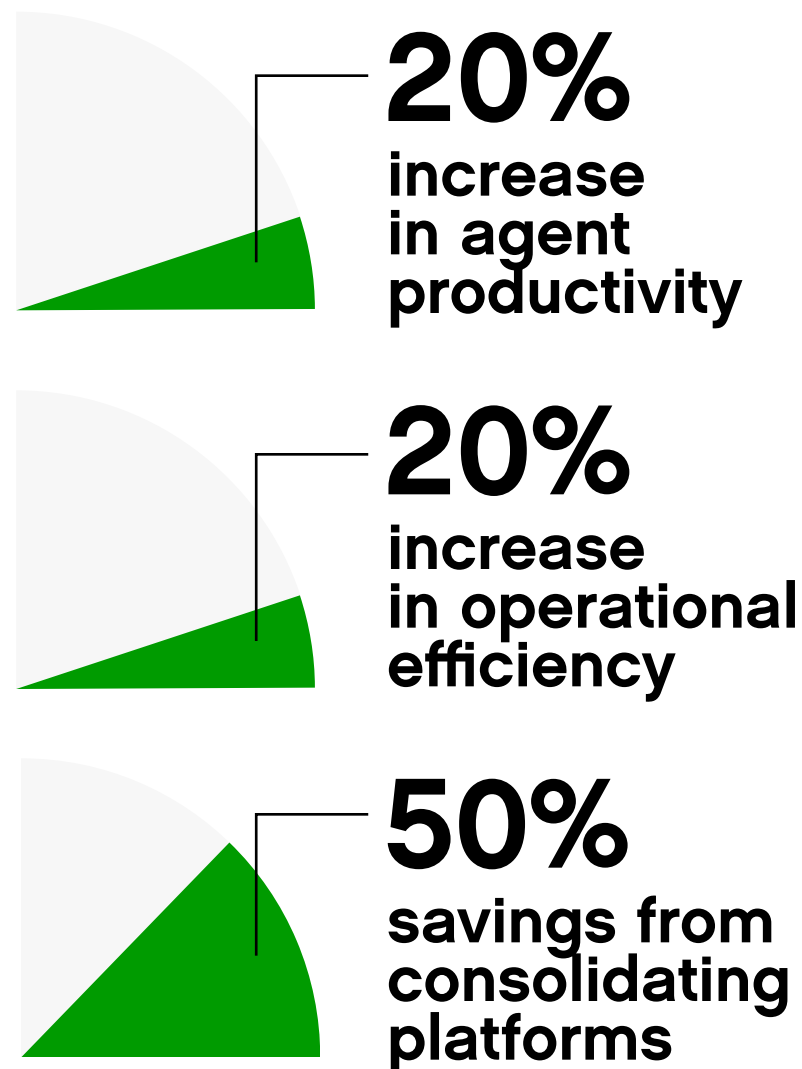 20%
increase
in agent
productivity
20%
increase
in operational
efficiency
50%
savings from
consolidating
platforms